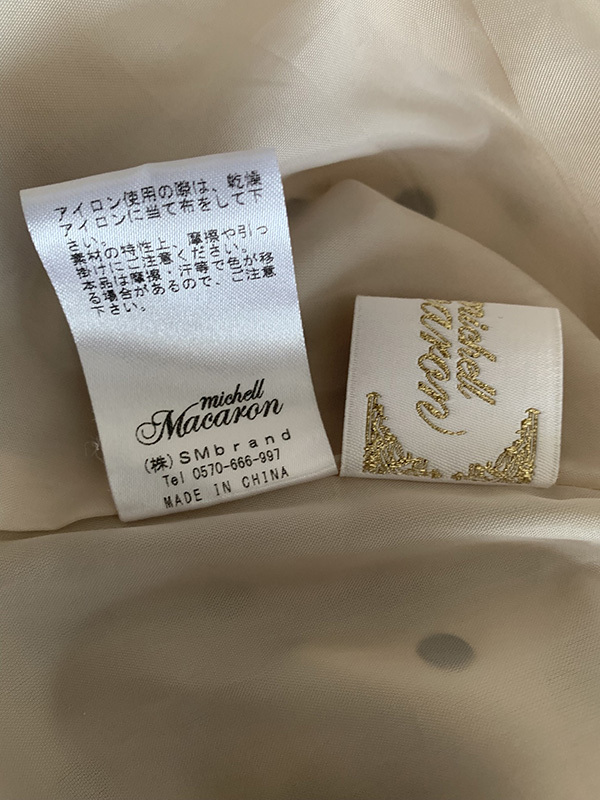 アイロン使用の際は、乾燥
アイロンに当て布をして下
さい。
素材の特性上、摩擦や引っ
掛けにご注意ください。
本品は摩擦・汗等で色が移
る場合があるので、ご注意
下さい。
michell
Macaron
(株)SMbrand
Tel 0570-666-997
MADE IN CHINA
michell